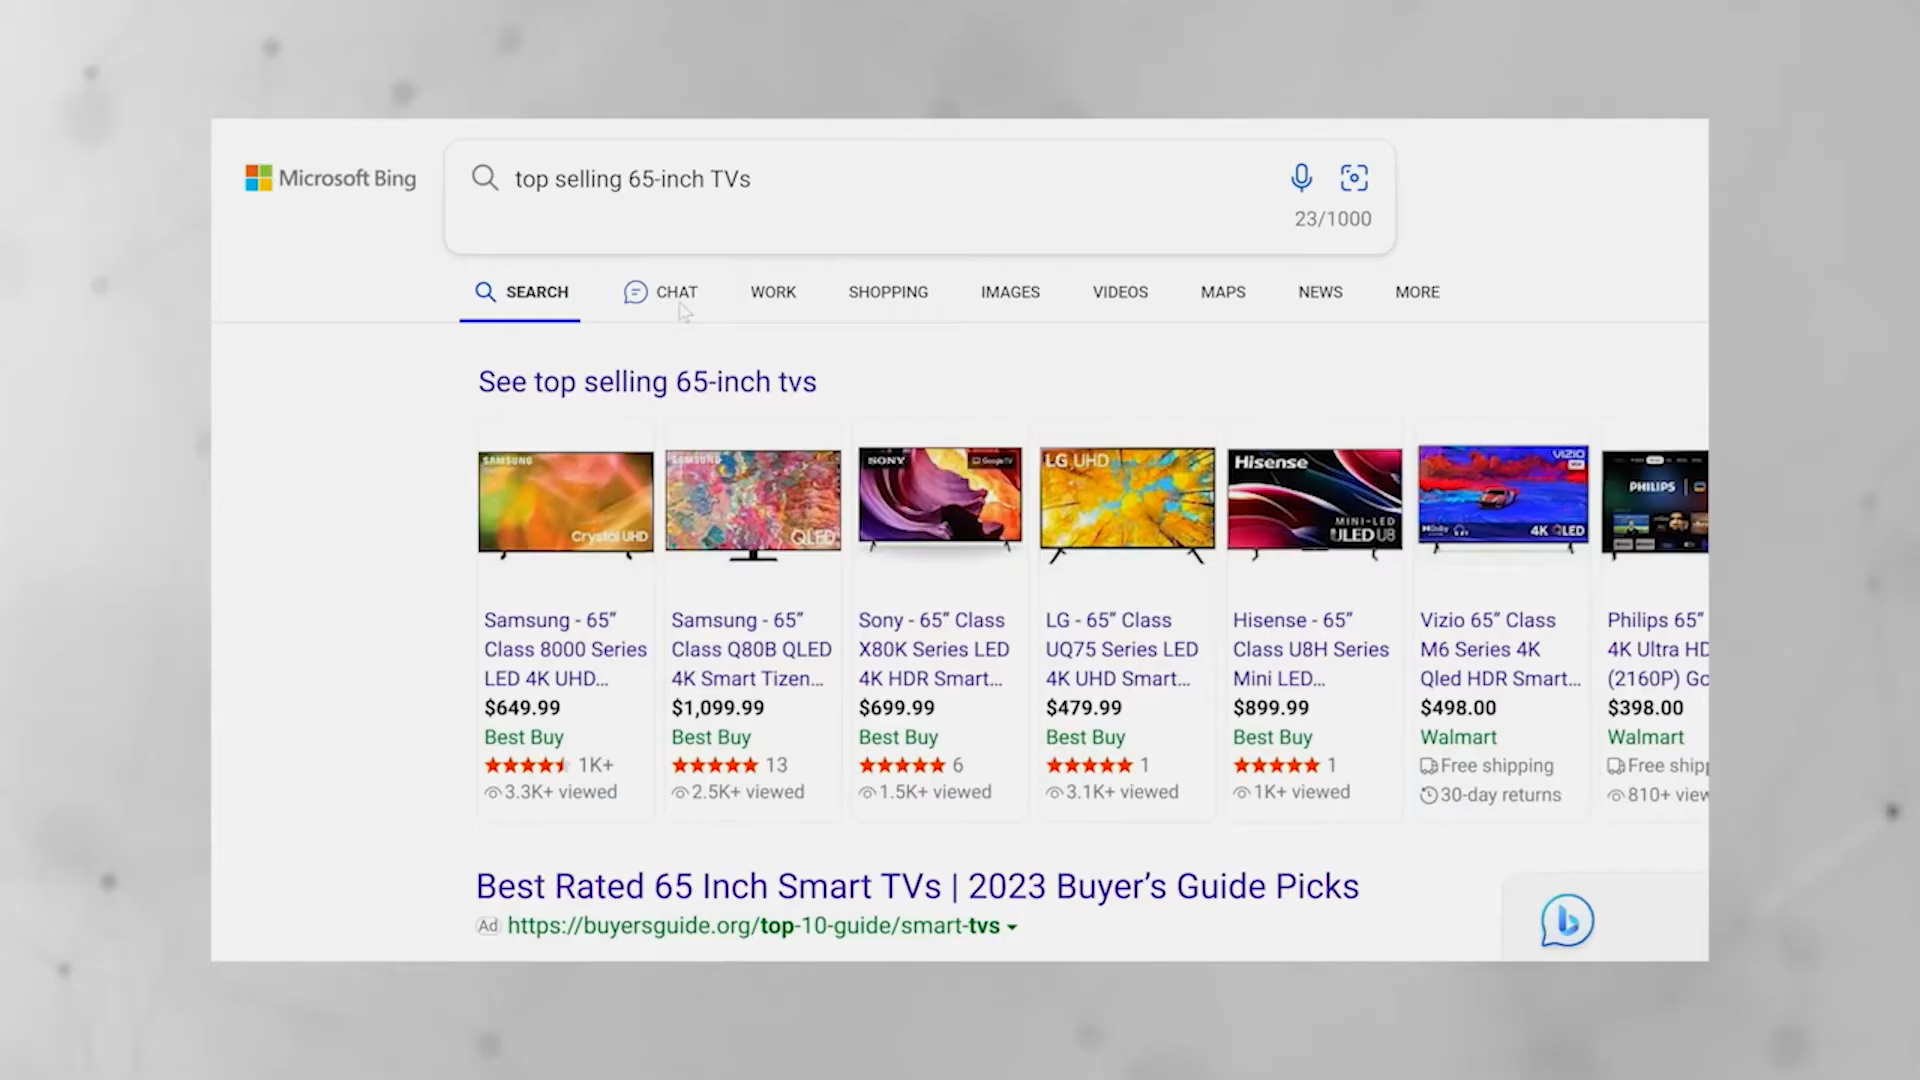 Microsoft Bing
top selling 65-inch TVs
23/1000
SEARCH CHAT WORK SHOPPING IMAGES VIDEOS MAPS NEWS MORE
See top selling 65-inch tvs
SAMSUNG
Crystal UHD
SAMSUNG
QLED
SONY
Google TV
LG UHD
Hisense
MINI-LED
ULED U8
VIZIO
4K QLED
PHILIPS
Samsung - 65”
Class 8000 Series
LED 4K UHD...
$649.99
Best Buy
1K+
3.3K+ viewed
Samsung - 65”
Class Q80B QLED
4K Smart Tizen...
$1,099.99
Best Buy
13
2.5K+ viewed
Sony - 65” Class
X80K Series LED
4K HDR Smart...
$699.99
Best Buy
6
1.5K+ viewed
LG - 65” Class
UQ75 Series LED
4K UHD Smart...
$479.99
Best Buy
1
3.1K+ viewed
Hisense - 65”
Class U8H Series
Mini LED...
$899.99
Best Buy
1
1K+ viewed
Vizio 65” Class
M6 Series 4K
Qled HDR Smart...
$498.00
Walmart
Free shipping
30-day returns
Philips 65”
4K Ultra HD
(2160P) Go
$398.00
Walmart
Free ship
810+ view
Best Rated 65 Inch Smart TVs | 2023 Buyer’s Guide Picks
Ad https://buyersguide.org/top-10-guide/smart-tvs